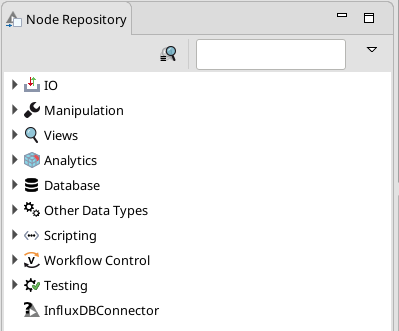 Node Repository
IO
Manipulation
Views
Analytics
Database
Other Data Types
Scripting
Workflow Control
Testing
InfluxDBConnector